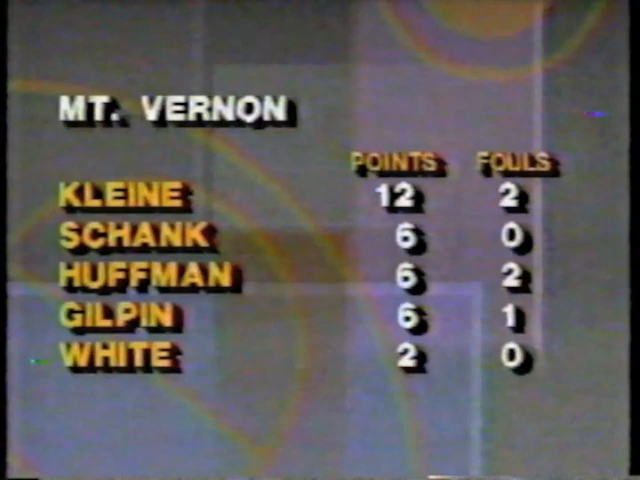 MT. VERNON
POINTS FOULS
KLEINE 12 2
SCHANK 6 0
HUFFMAN 6 2
GILPIN 6 1
WHITE 2 0